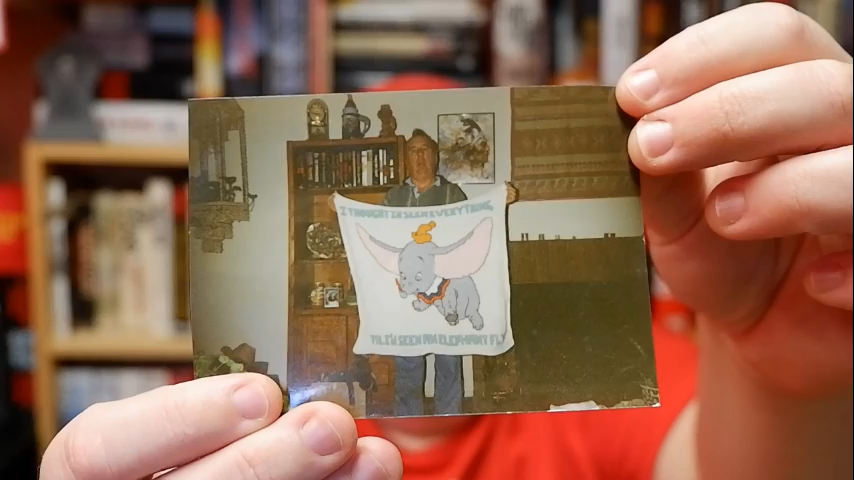 I THOUGHT I'D SEEN EVERYTHING,
TIL I'D SEEN AN ELEPHANT FLY